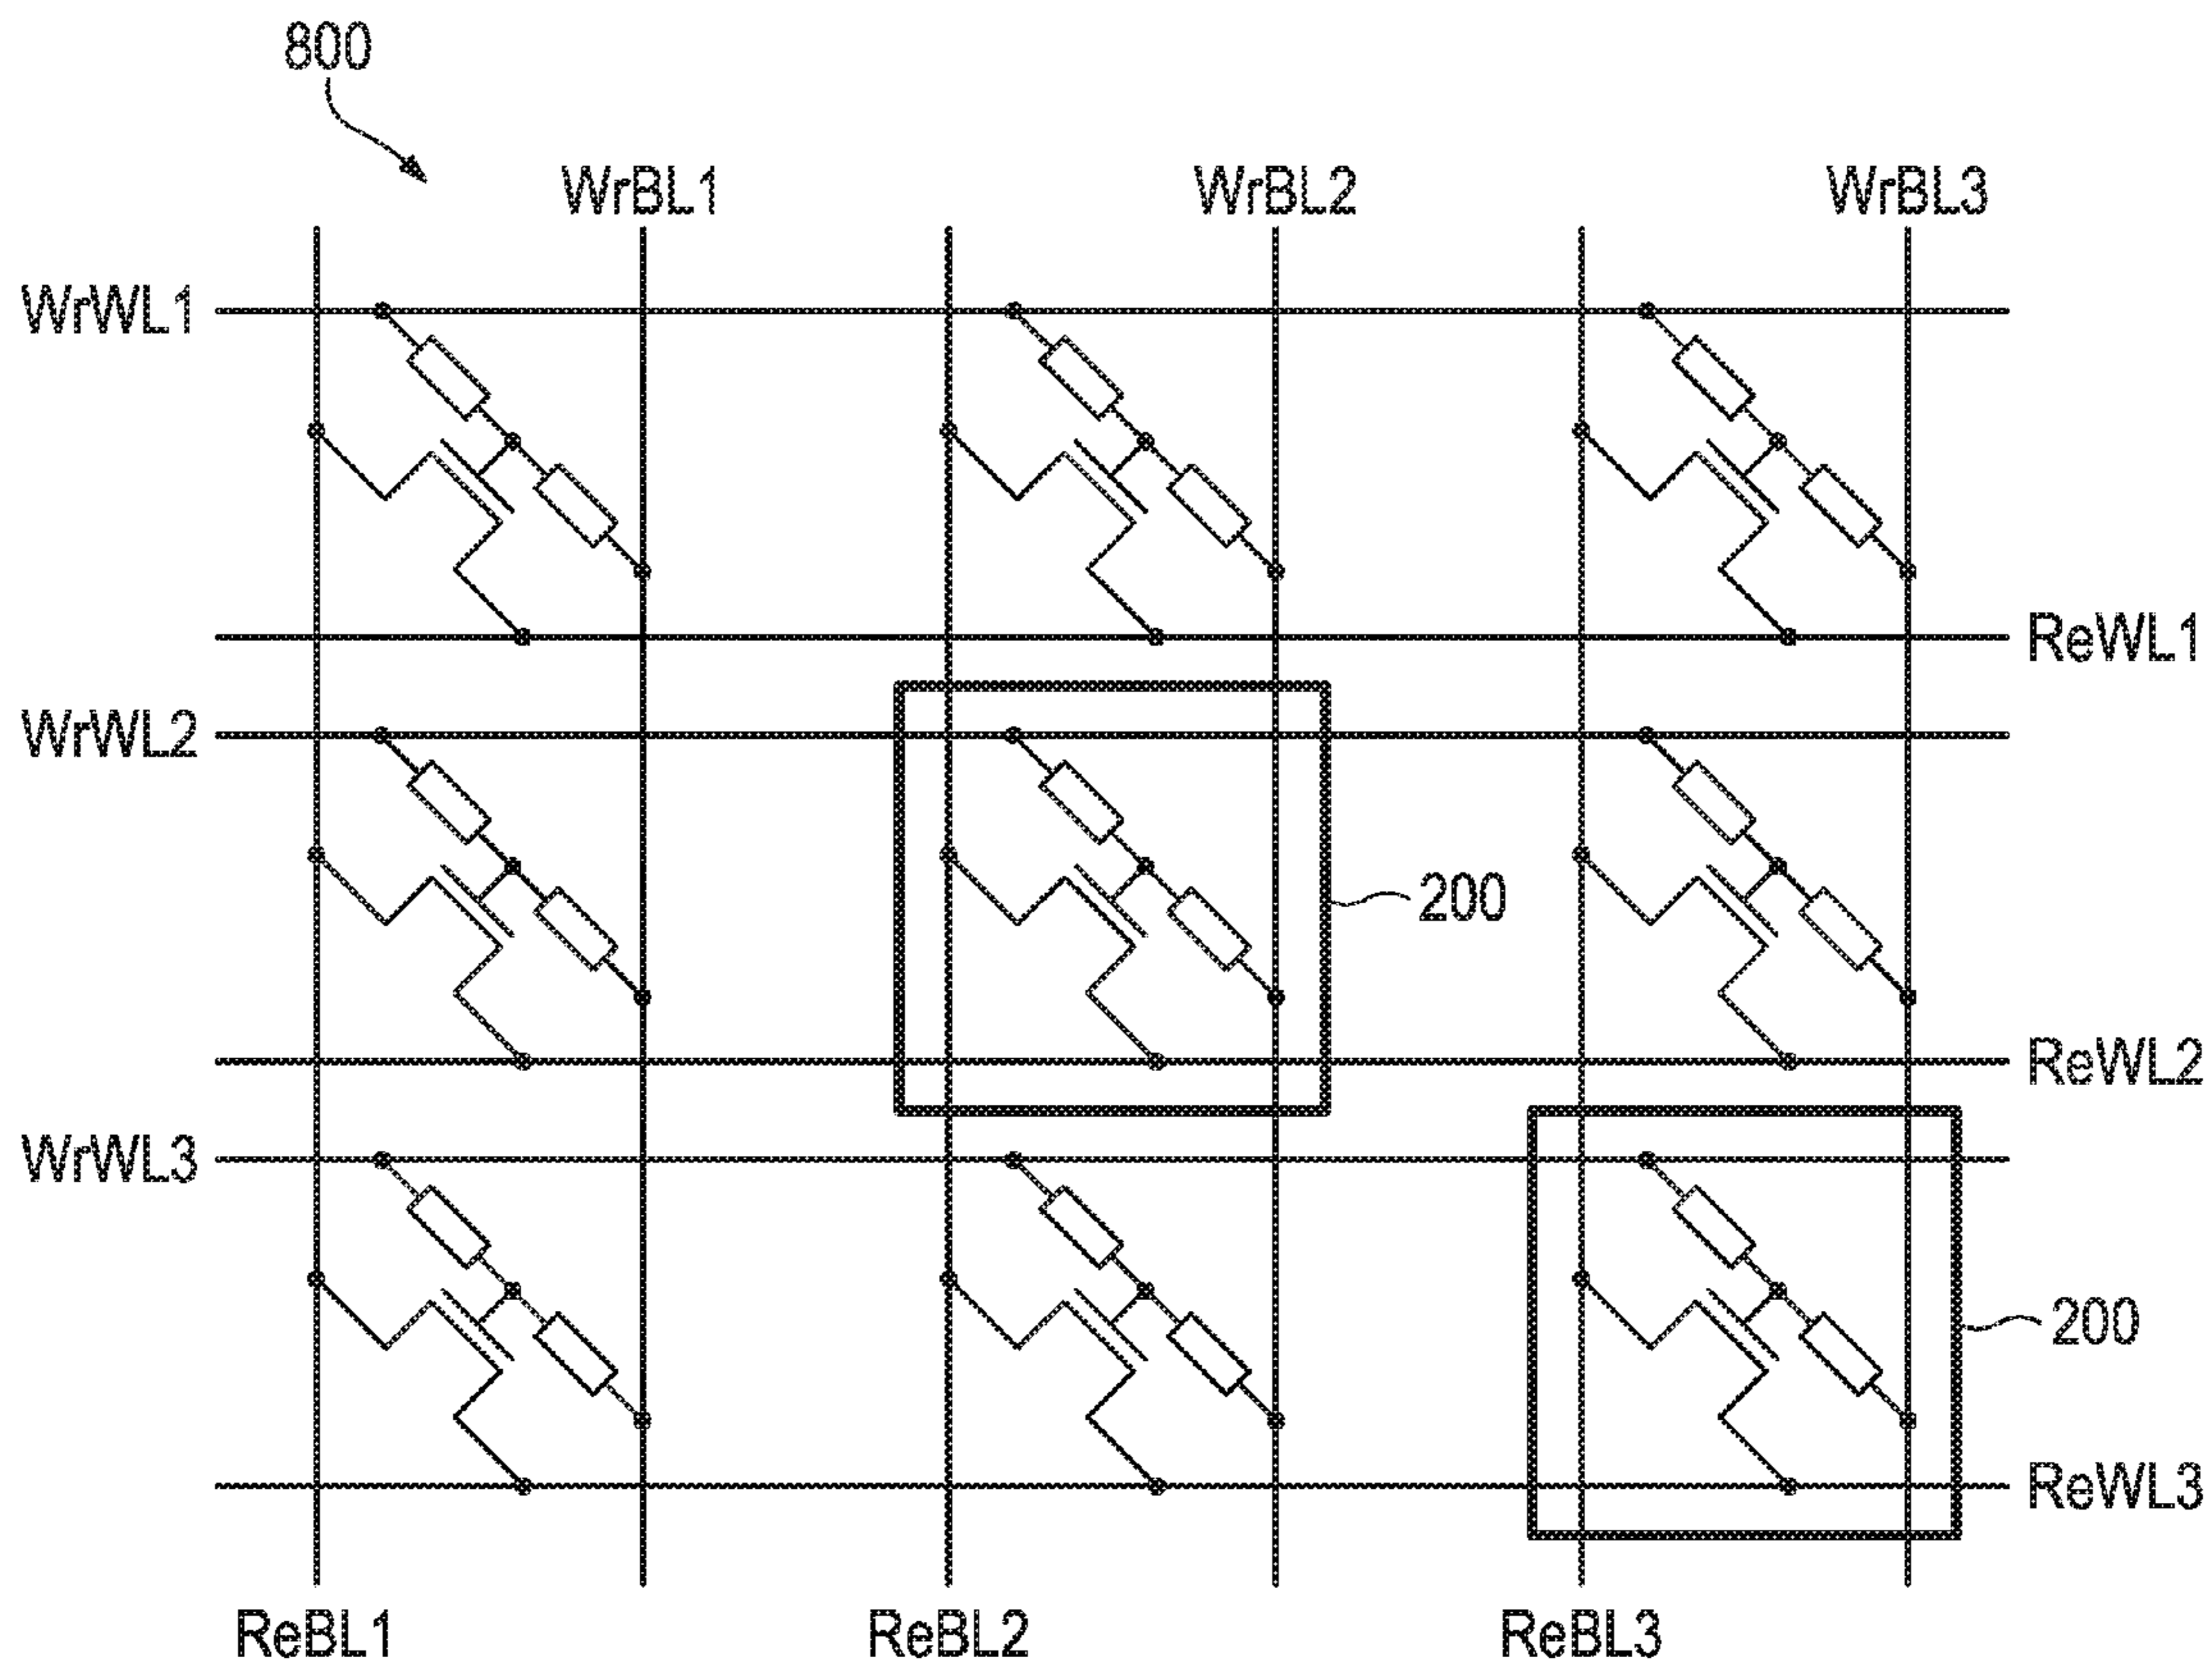 800
WrBL1 WrBL2 WrBL3
WrWL1
ReWL1
WrWL2
200
ReWL2
WrWL3
200
ReWL3
ReBL1 ReBL2 ReBL3